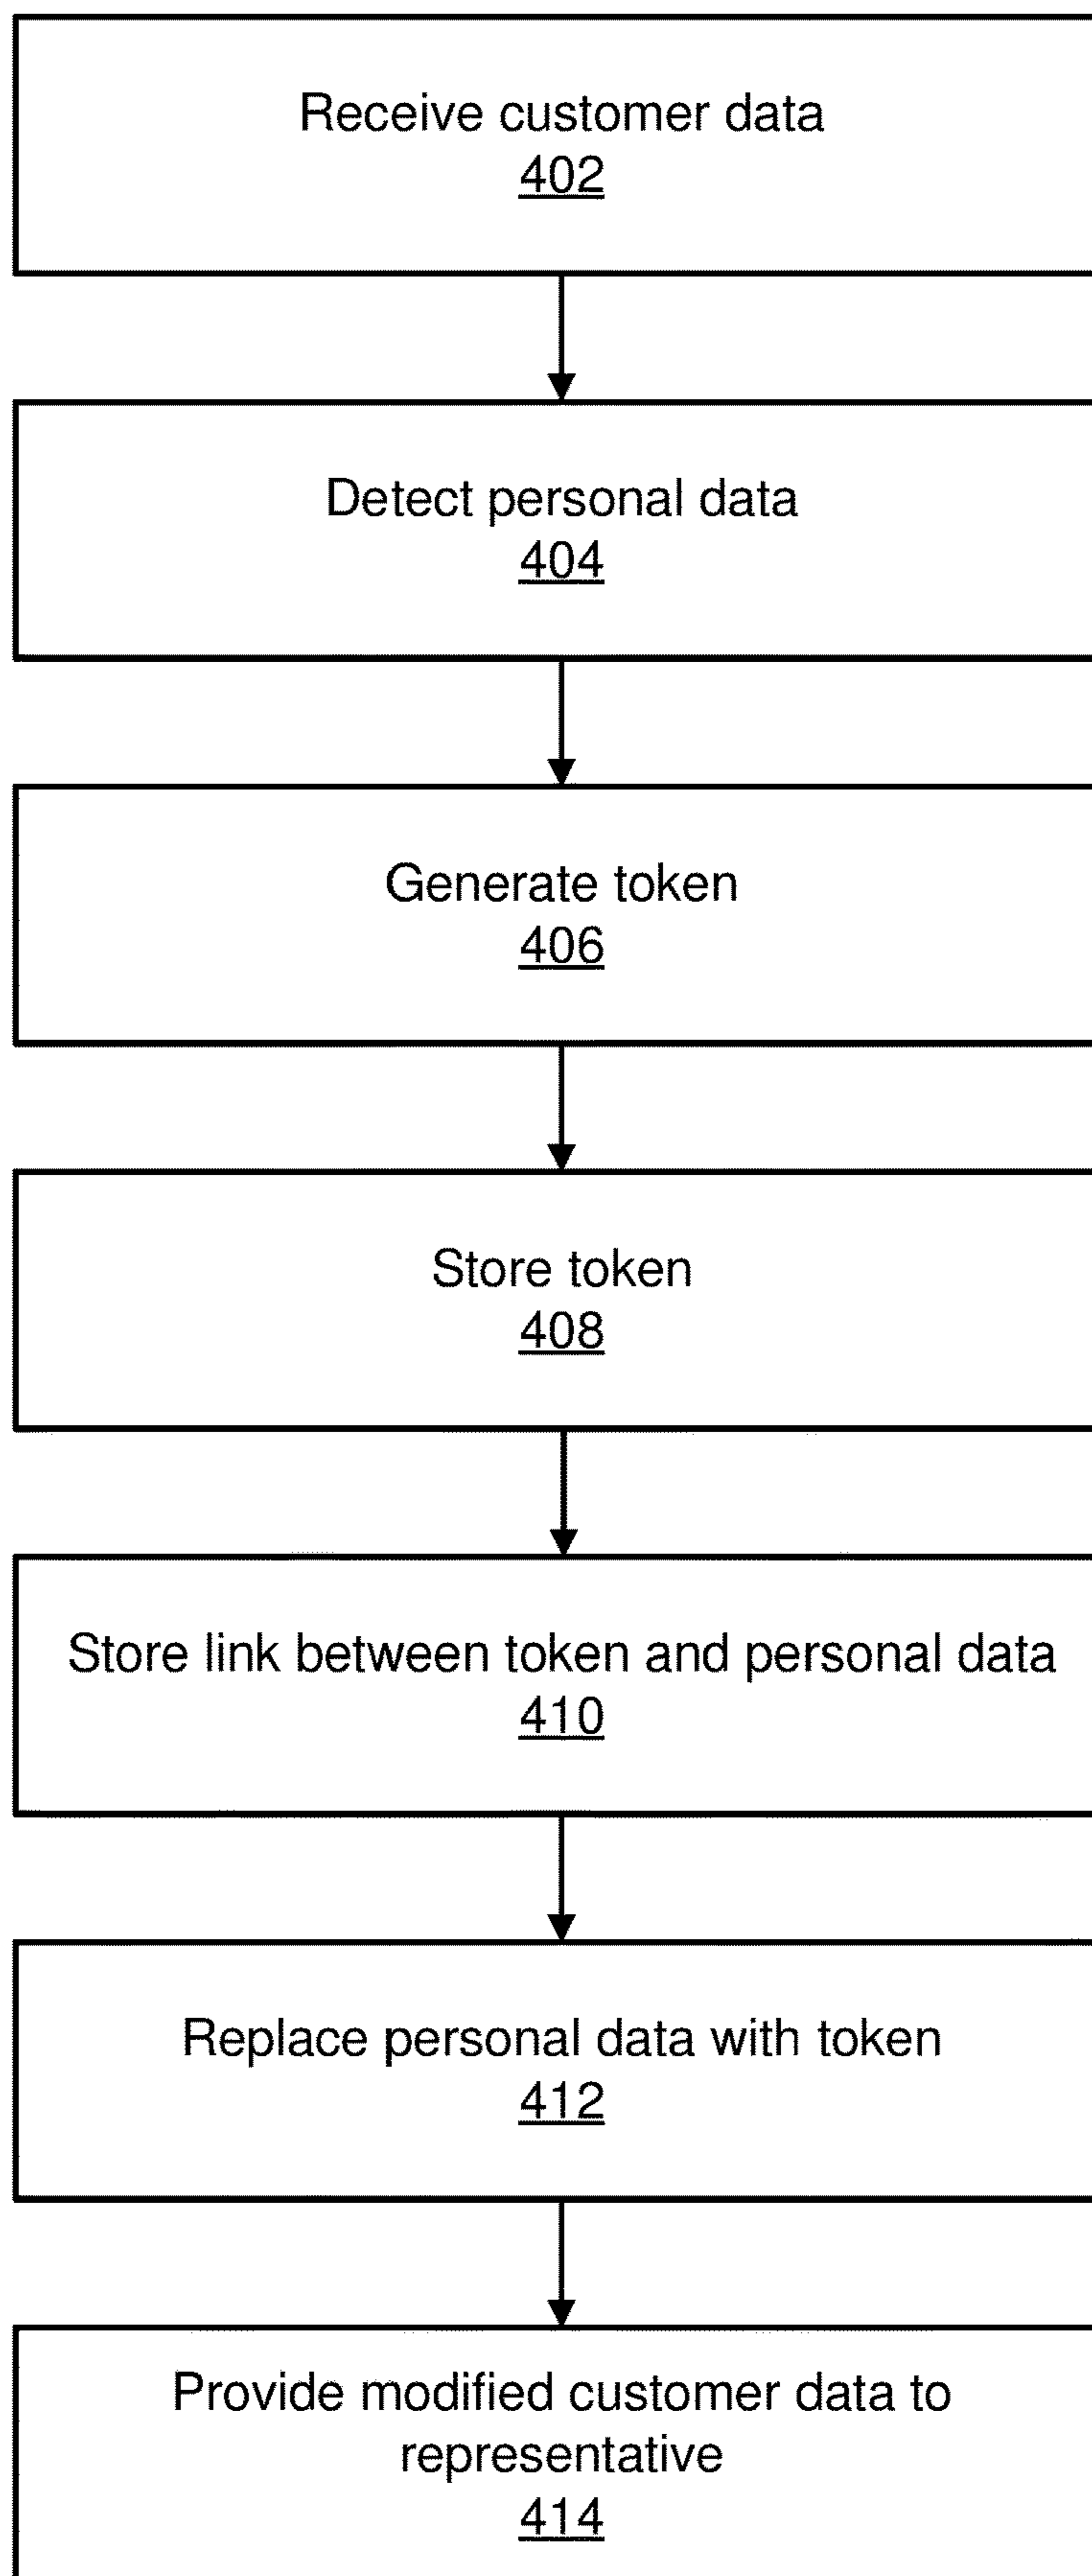 Receive customer data
402
Detect personal data
404
Generate token
406
Store token
408
Store link between token and personal data
410
Replace personal data with token
412
Provide modified customer data to
representative
414